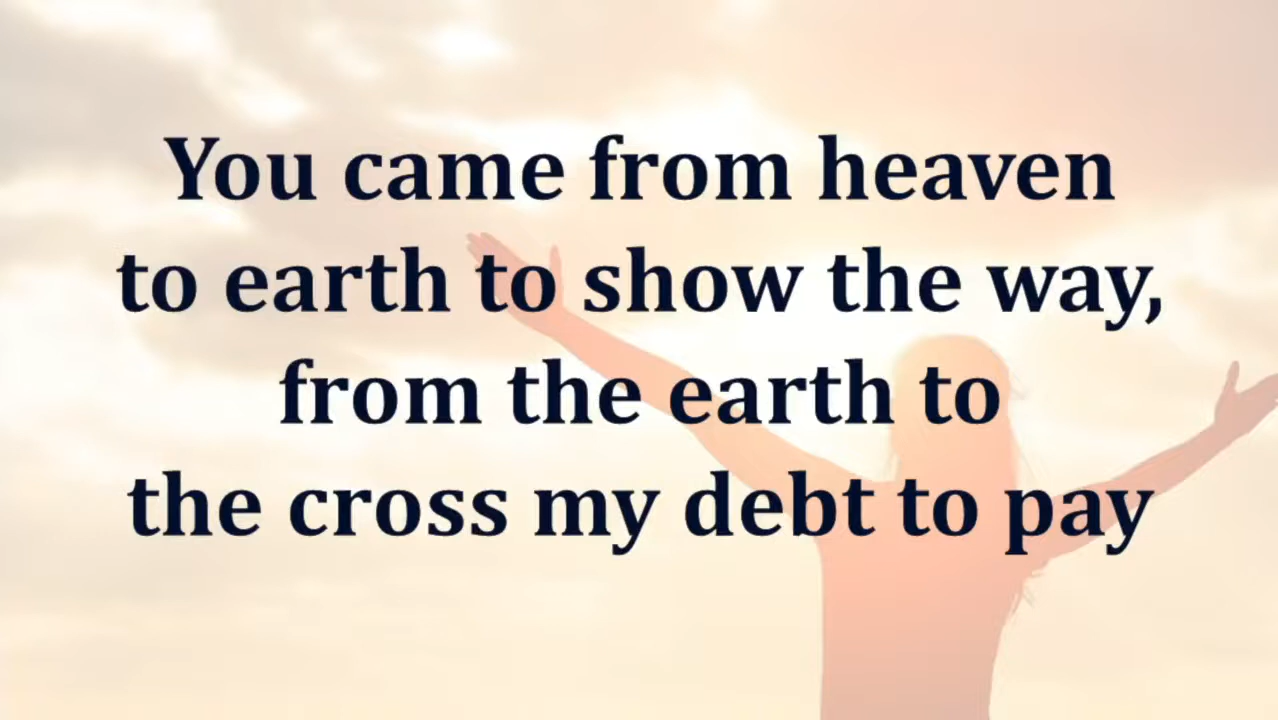 You came from heaven
to earth to show the way,
from the earth to
the cross my debt to pay